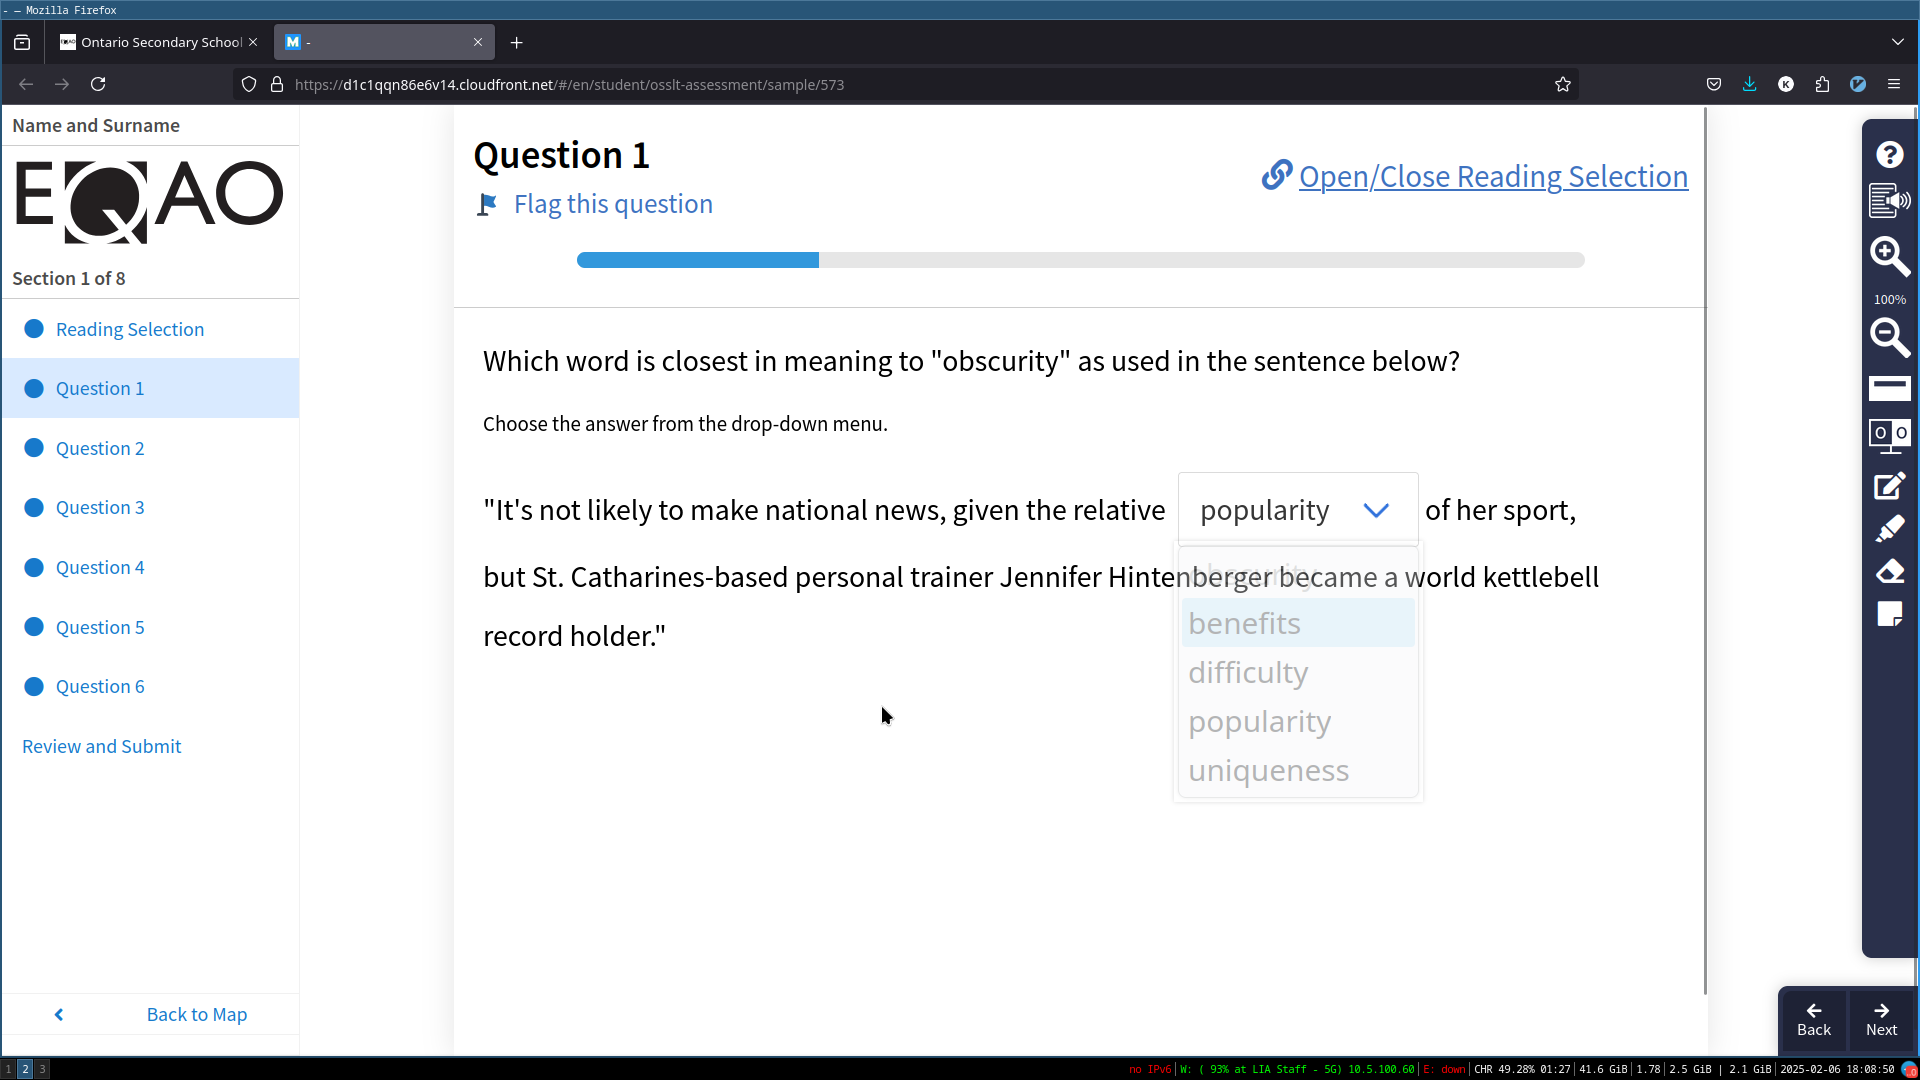 - — Mozilla Firefox
EQAO Ontario Secondary School
M -
https://d1c1qqn86e6v14.cloudfront.net/#/en/student/osslt-assessment/sample/573
K
Name and Surname
EQAO
Section 1 of 8
Reading Selection
Question 1
Question 2
Question 3
Question 4
Question 5
Question 6
Review and Submit
Back to Map
Question 1
Flag this question
Open/Close Reading Selection
Which word is closest in meaning to "obscurity" as used in the sentence below?
Choose the answer from the drop-down menu.
"It's not likely to make national news, given the relative popularity of her sport,
but St. Catharines-based personal trainer Jennifer Hintenberger became a world kettlebell
record holder."
obscurity
benefits
difficulty
popularity
uniqueness
?
100%
O O
Back
Next
1 2 3
no IPv6 W: ( 93% at LIA Staff - 5G) 10.5.100.60 E: down CHR 49.28% 01:27 41.6 GiB 1.78 2.5 GiB | 2.1 GiB 2025-02-06 18:08:50